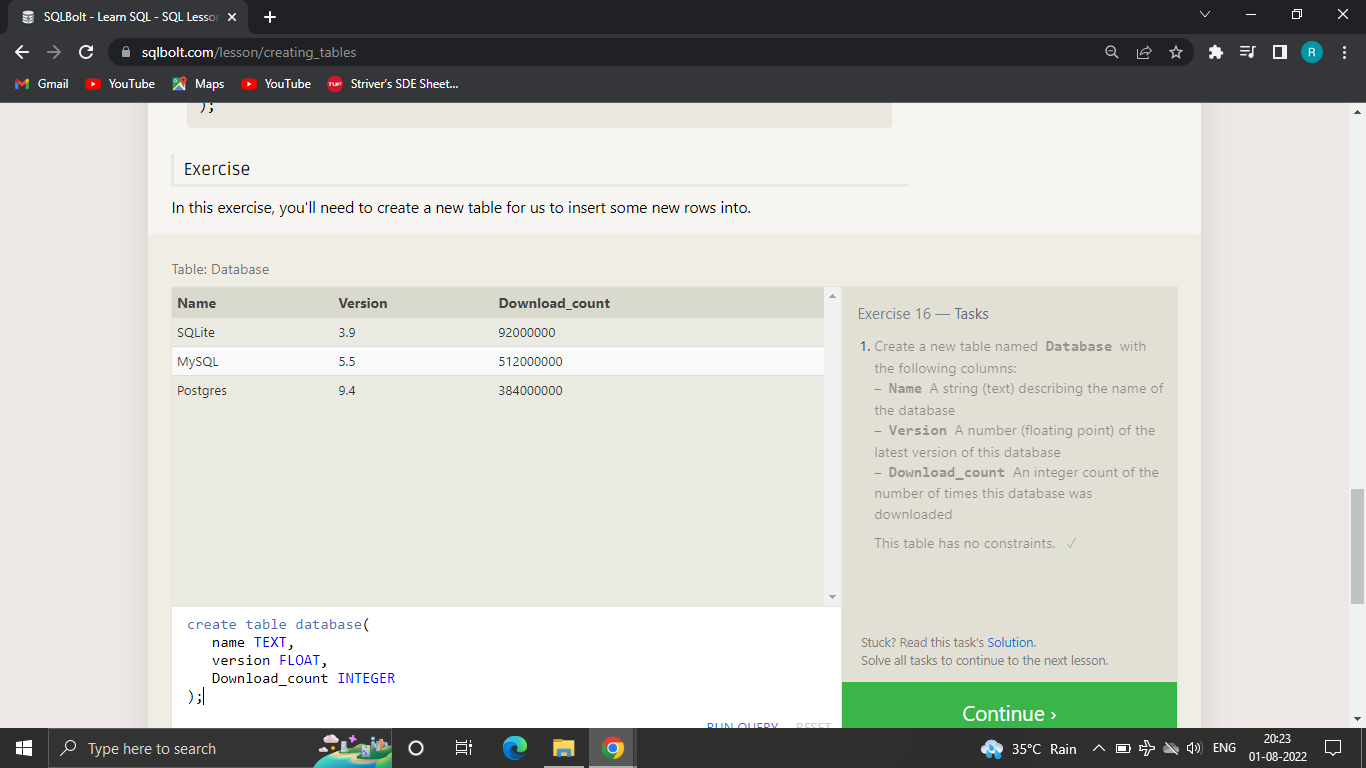 SQLBolt - Learn SQL - SQL Lesson
sqlbolt.com/lesson/creating_tables
R
Gmail
YouTube
Maps
YouTube
TUF
Striver's SDE Sheet...
);
Exercise
In this exercise, you'll need to create a new table for us to insert some new rows into.
Table: Database
Name Version Download_count
SQLite 3.9 92000000
MySQL 5.5 512000000
Postgres 9.4 384000000
Exercise 16 — Tasks
1. Create a new table named Database with
the following columns:
– Name A string (text) describing the name of
the database
– Version A number (floating point) of the
latest version of this database
– Download_count An integer count of the
number of times this database was
downloaded
This table has no constraints. ✓
create table database(
name TEXT,
version FLOAT,
Download_count INTEGER
);
RUN QUERY RESET
Stuck? Read this task's Solution.
Solve all tasks to continue to the next lesson.
Continue ›
Type here to search
35°C Rain
ENG
20:23
01-08-2022